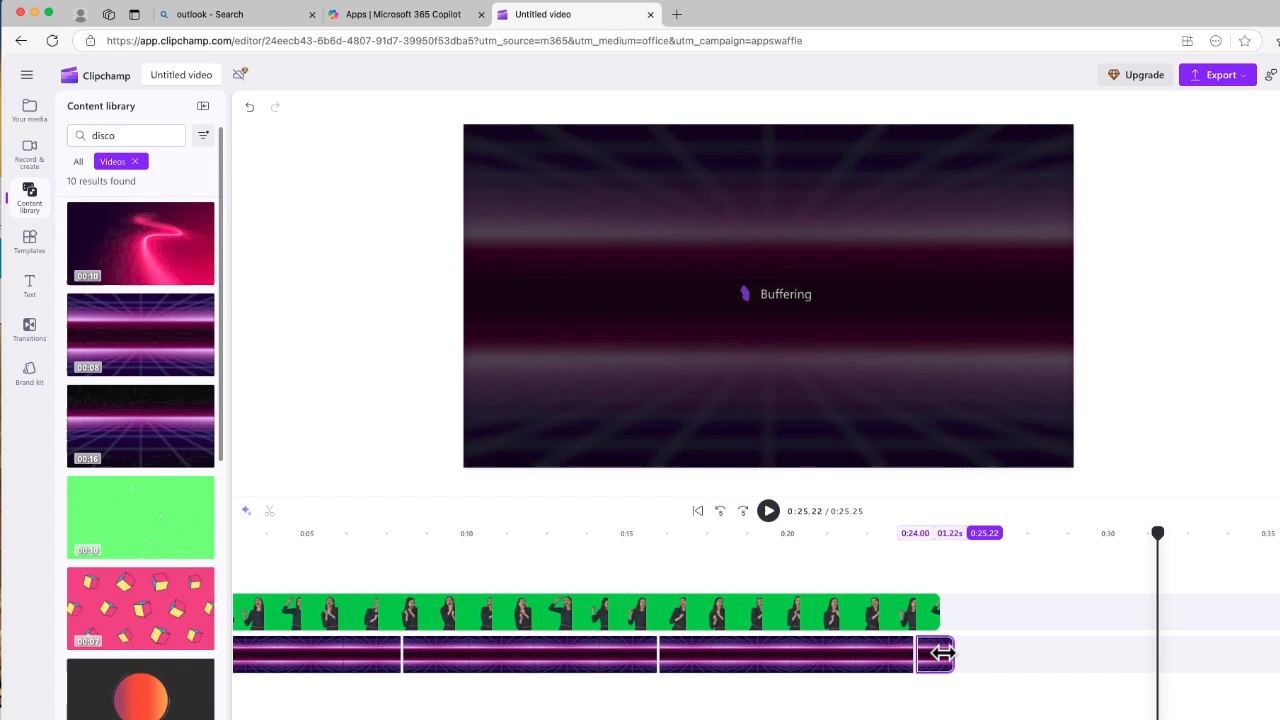 outlook - Search
Apps | Microsoft 365 Copilot
Untitled video
https://app.clipchamp.com/editor/24eecb43-6b6d-4807-91d7-39950f53dba5?utm_source=m365&utm_medium=office&utm_campaign=appswaffle
Clipchamp
Untitled video
Upgrade
Export
Your media
Record &
create
Content
library
Templates
Text
Transitions
Brand kit
Content library
disco
All
Videos
10 results found
00:10
00:08
00:16
00:10
00:07
Buffering
0:25.22 / 0:25.25
0:05
0:10
0:15
0:20
0:24.00
01.22s
0:25.22
0:30
0:35